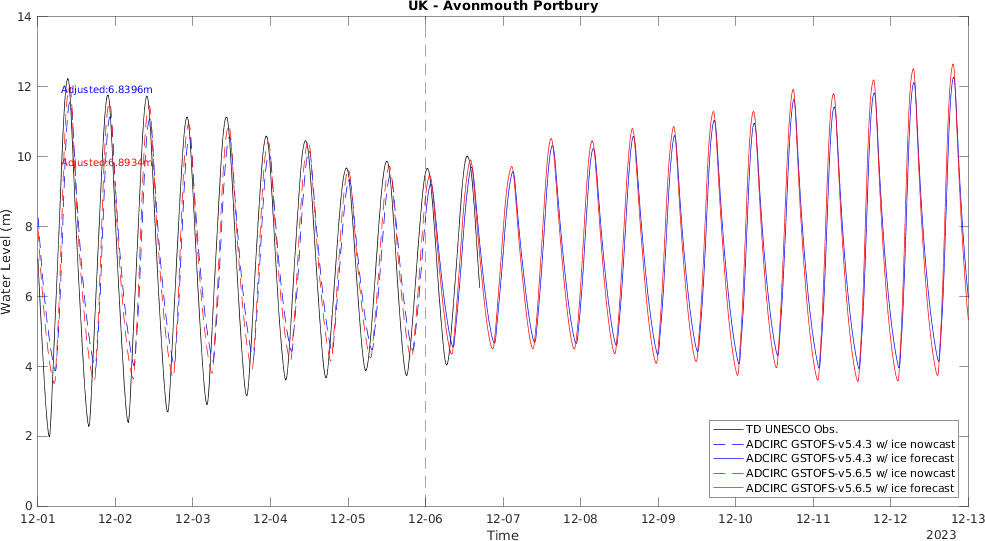 UK - Avonmouth Portbury
14
12
10
8
6
4
2
0
Water Level (m)
Adjusted:6.8396m
Adjusted:6.8934m
TD UNESCO Obs.
ADCIRC GSTOFS-v5.4.3 w/ ice nowcast
ADCIRC GSTOFS-v5.4.3 w/ ice forecast
ADCIRC GSTOFS-v5.6.5 w/ ice nowcast
ADCIRC GSTOFS-v5.6.5 w/ ice forecast
12-01 12-02 12-03 12-04 12-05 12-06 12-07 12-08 12-09 12-10 12-11 12-12 12-13
Time
2023